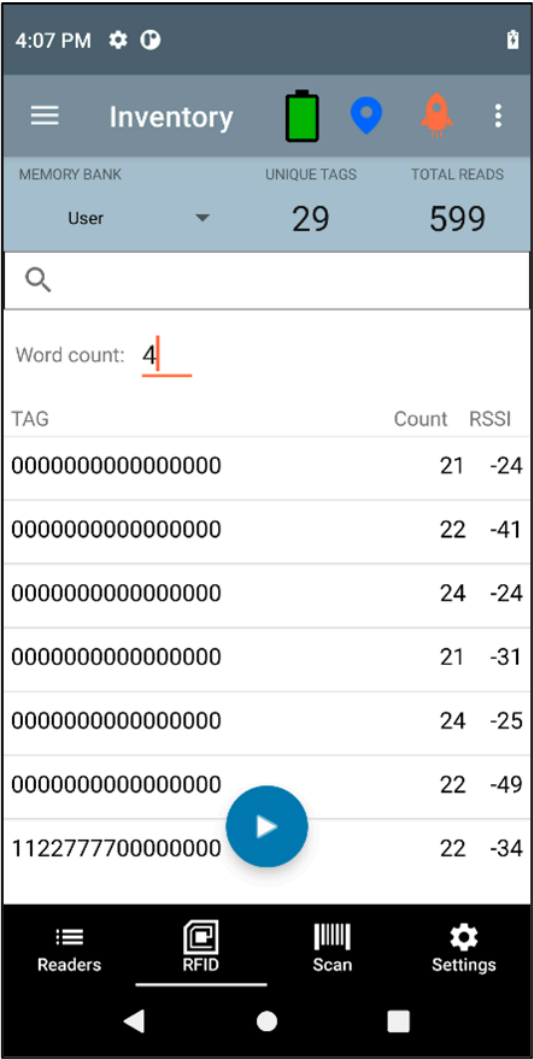 4:07 PM
Inventory
MEMORY BANK UNIQUE TAGS TOTAL READS
User 29 599
Word count: 4
TAG Count RSSI
0000000000000000 21 -24
0000000000000000 22 -41
0000000000000000 24 -24
0000000000000000 21 -31
0000000000000000 24 -25
0000000000000000 22 -49
1122777700000000 22 -34
Readers RFID Scan Settings